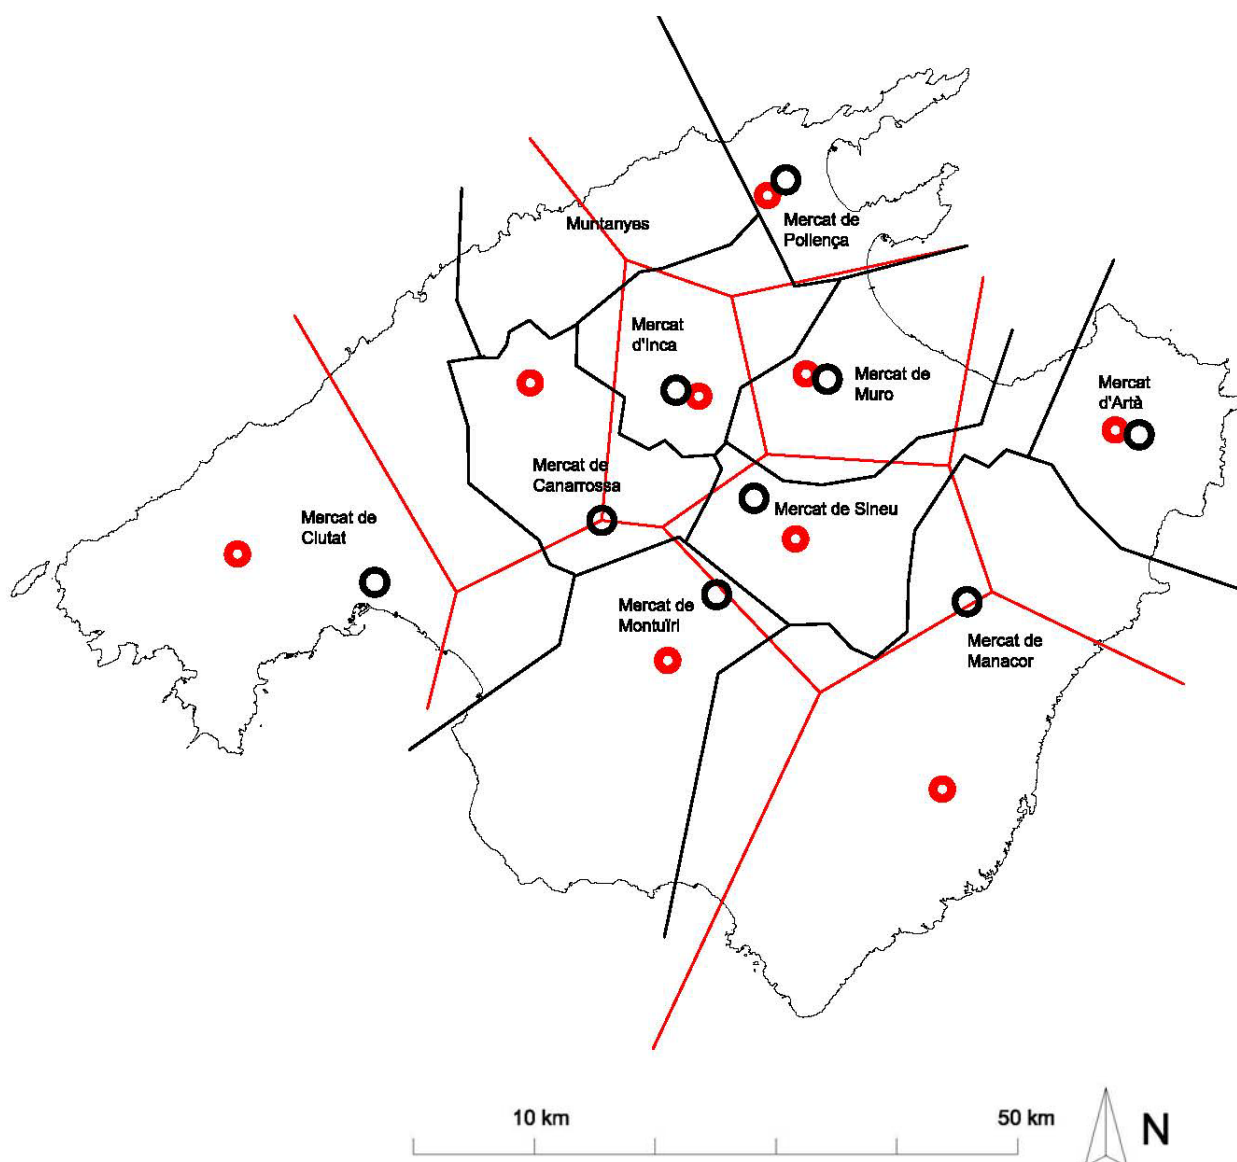 Muntanyes
Mercat de
Pollença
Mercat
d'Inca
Mercat de
Muro
Mercat
d'Artà
Mercat de
Canarrossa
Mercat de Sineu
Mercat de
Ciutat
Mercat de
Montuïri
Mercat de
Manacor
10 km
50 km
N